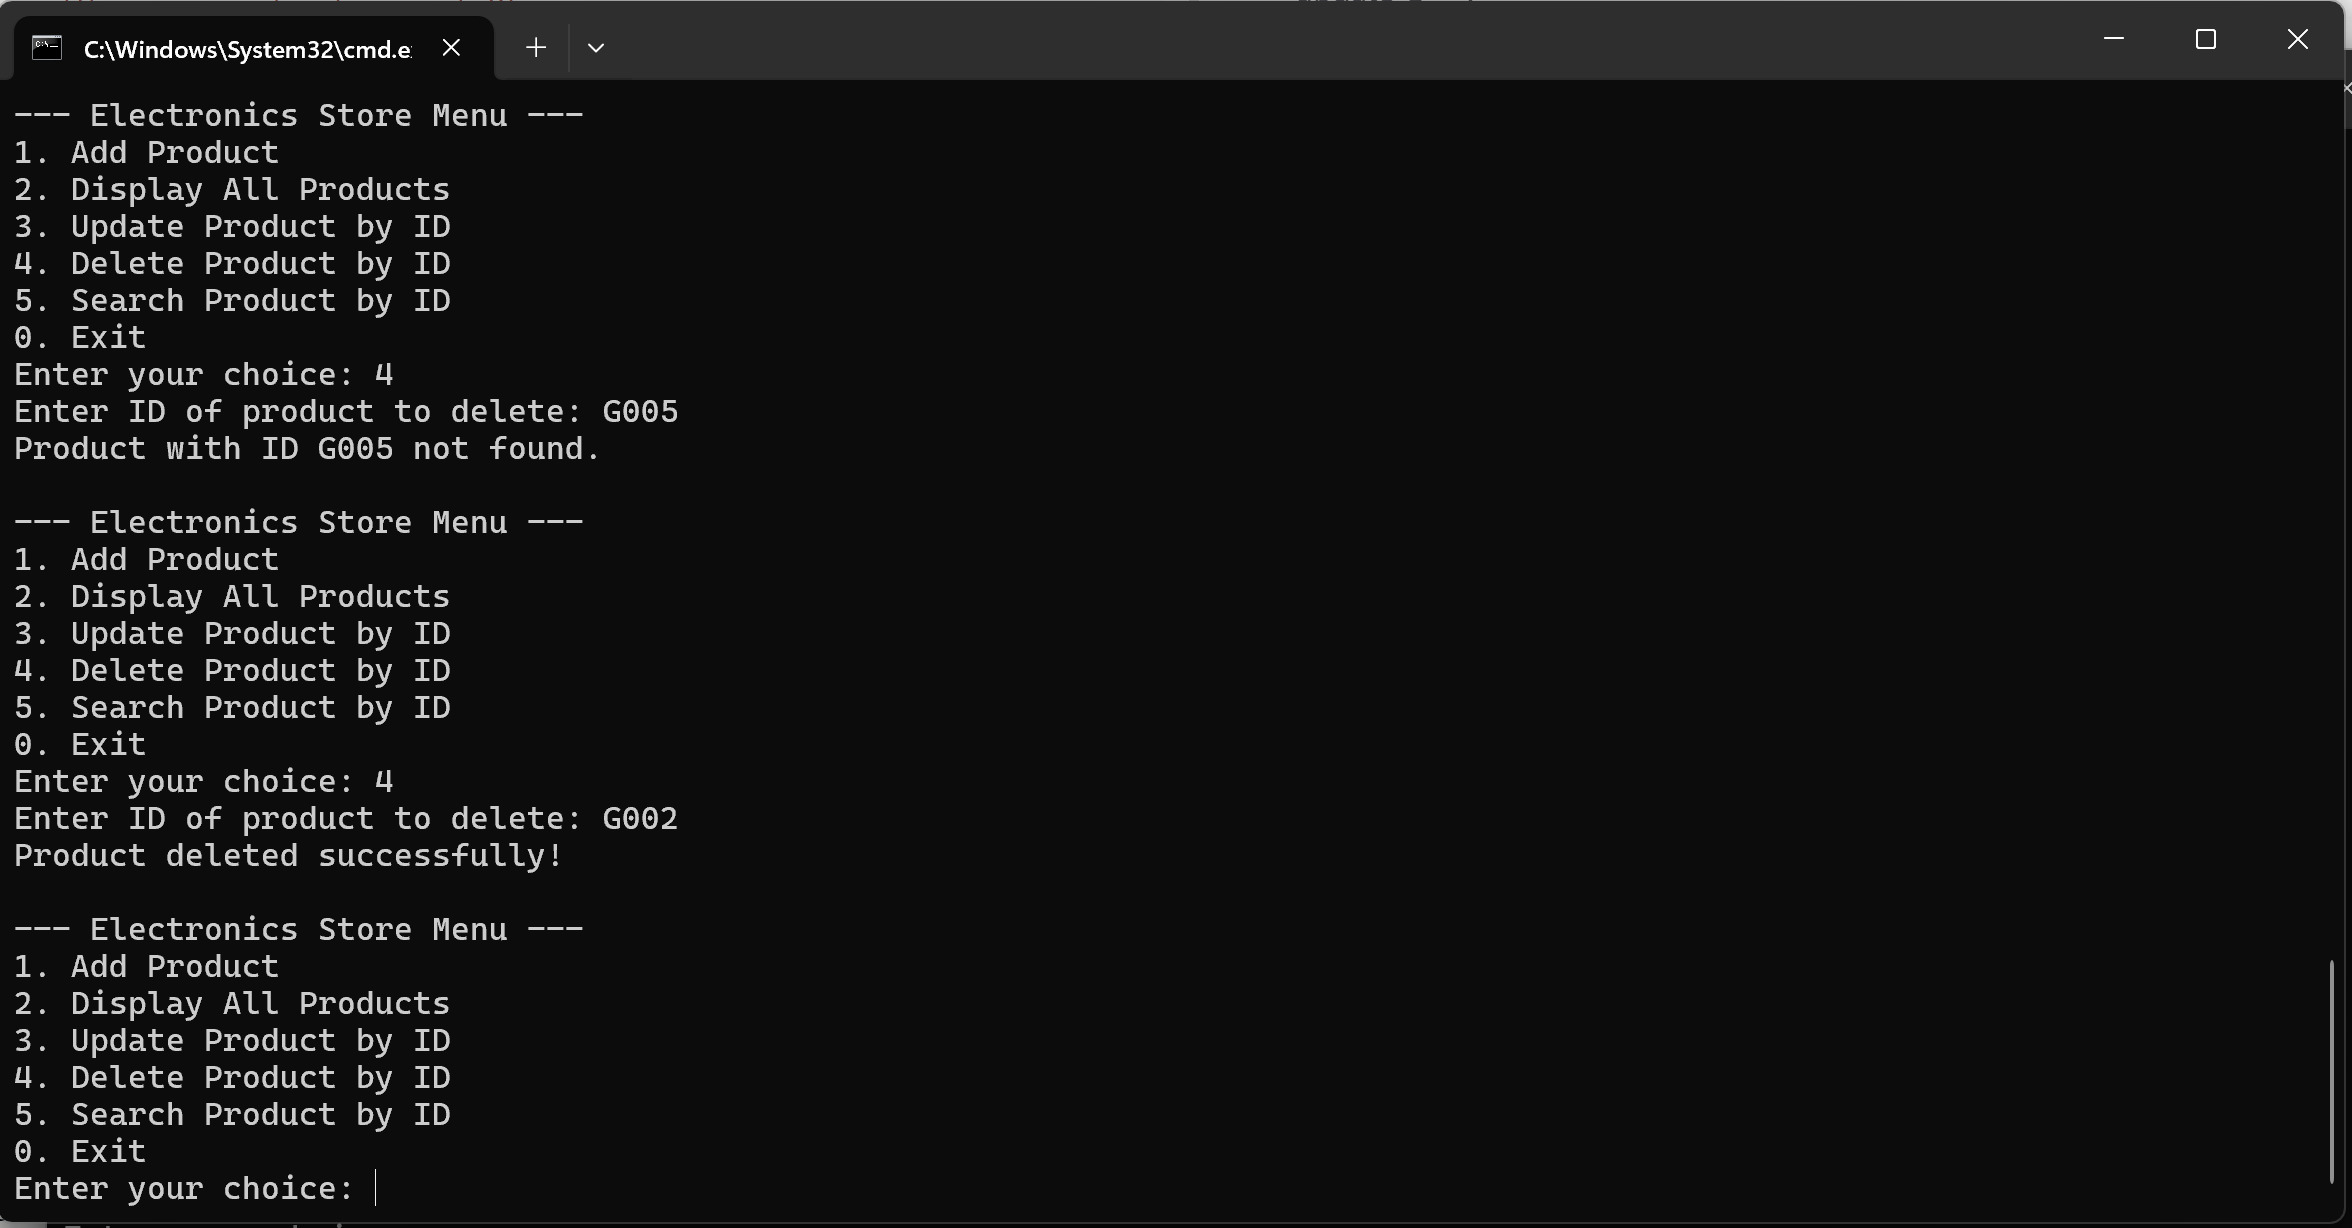 C:\Windows\System32\cmd.e
--- Electronics Store Menu ---
1. Add Product
2. Display All Products
3. Update Product by ID
4. Delete Product by ID
5. Search Product by ID
0. Exit
Enter your choice: 4
Enter ID of product to delete: G005
Product with ID G005 not found.
--- Electronics Store Menu ---
1. Add Product
2. Display All Products
3. Update Product by ID
4. Delete Product by ID
5. Search Product by ID
0. Exit
Enter your choice: 4
Enter ID of product to delete: G002
Product deleted successfully!
--- Electronics Store Menu ---
1. Add Product
2. Display All Products
3. Update Product by ID
4. Delete Product by ID
5. Search Product by ID
0. Exit
Enter your choice: